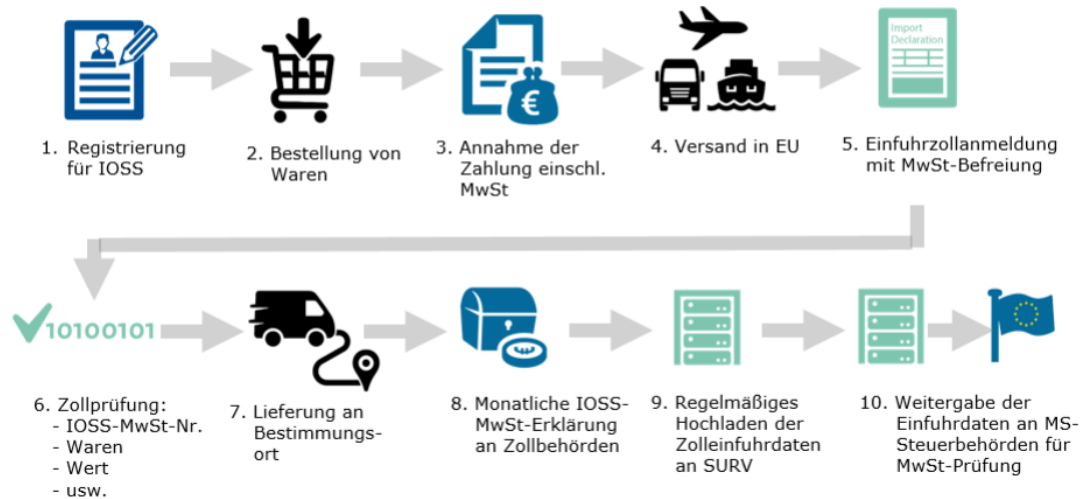 Import
Declaration
1. Registrierung
für IOSS
2. Bestellung von
Waren
3. Annahme der
Zahlung einschl.
MwSt
4. Versand in EU
5. Einfuhrzollanmeldung
mit MwSt-Befreiung
10100101
6. Zollprüfung:
- IOSS-MwSt-Nr.
- Waren
- Wert
- usw.
7. Lieferung an
Bestimmungs-
ort
8. Monatliche IOSS-
MwSt-Erklärung
an Zollbehörden
9. Regelmäßiges
Hochladen der
Zolleinfuhrdaten
an SURV
10. Weitergabe der
Einfuhrdaten an MS-
Steuerbehörden für
MwSt-Prüfung